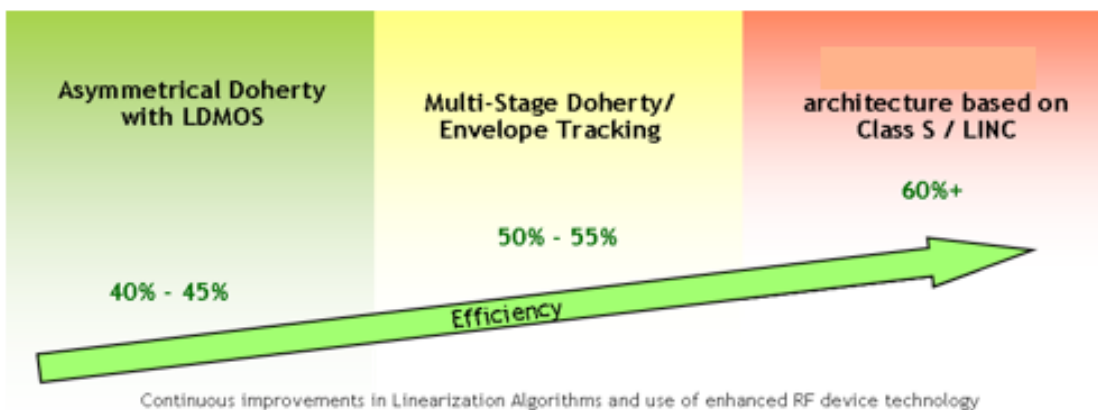 Asymmetrical Doherty
with LDMOS
40% - 45%
Multi-Stage Doherty/
Envelope Tracking
50% - 55%
architecture based on
Class S / LINC
60%+
Efficiency
Continuous improvements in Linearization Algorithms and use of enhanced RF device technology